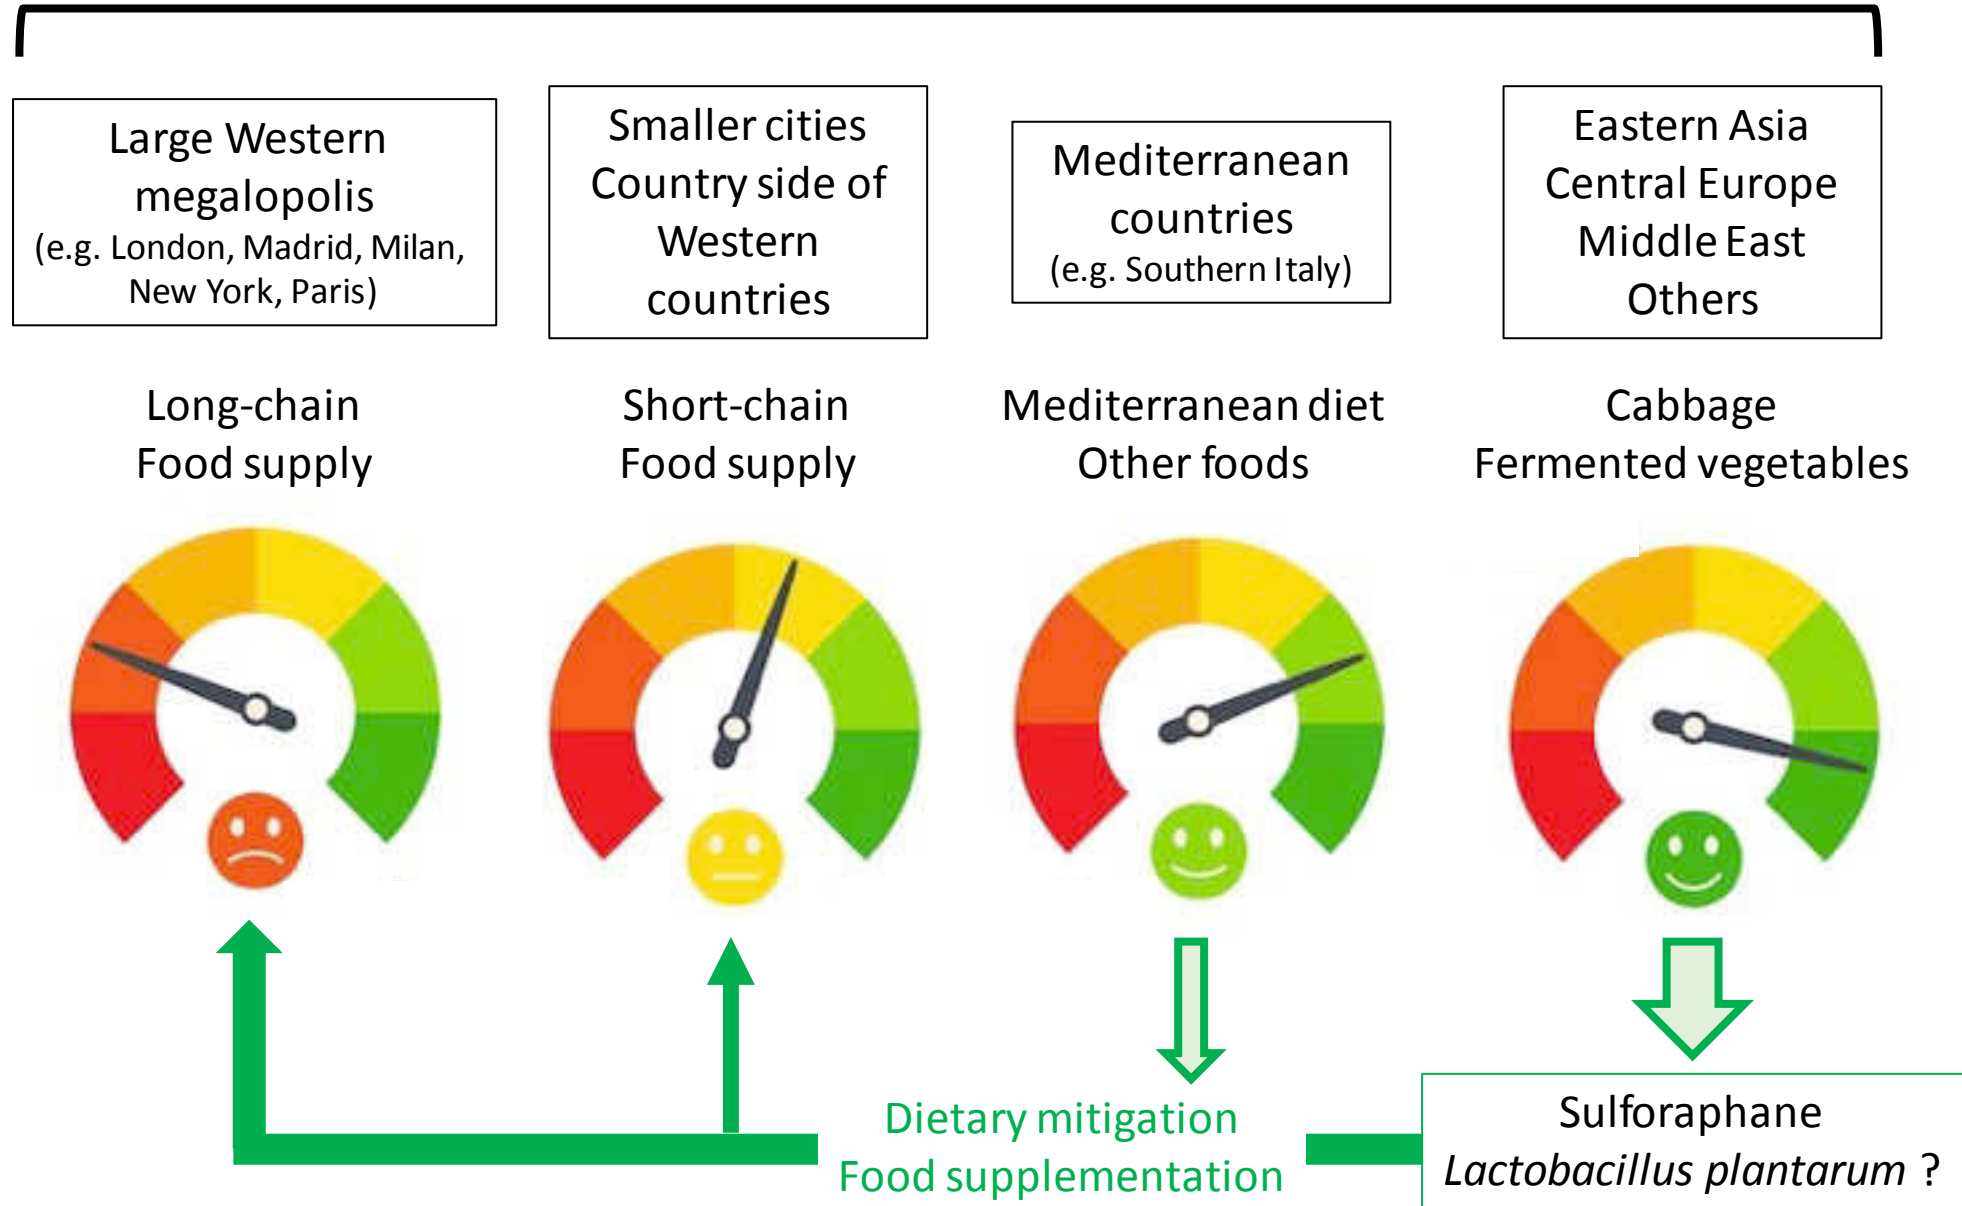 Large Western
megalopolis
(e.g. London, Madrid, Milan,
New York, Paris)
Smaller cities
Country side of
Western
countries
Mediterranean
countries
(e.g. Southern Italy)
Eastern Asia
Central Europe
Middle East
Others
Long-chain
Food supply
Short-chain
Food supply
Mediterranean diet
Other foods
Cabbage
Fermented vegetables
Dietary mitigation
Food supplementation
Sulforaphane
Lactobacillus plantarum ?